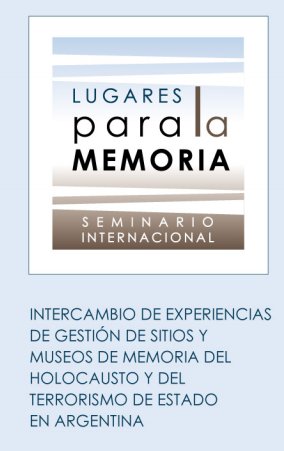 LUGARES
para la
MEMORIA
SEMINARIO
INTERNACIONAL
INTERCAMBIO DE EXPERIENCIAS
DE GESTIÓN DE SITIOS Y
MUSEOS DE MEMORIA DEL
HOLOCAUSTO Y DEL
TERRORISMO DE ESTADO
EN ARGENTINA